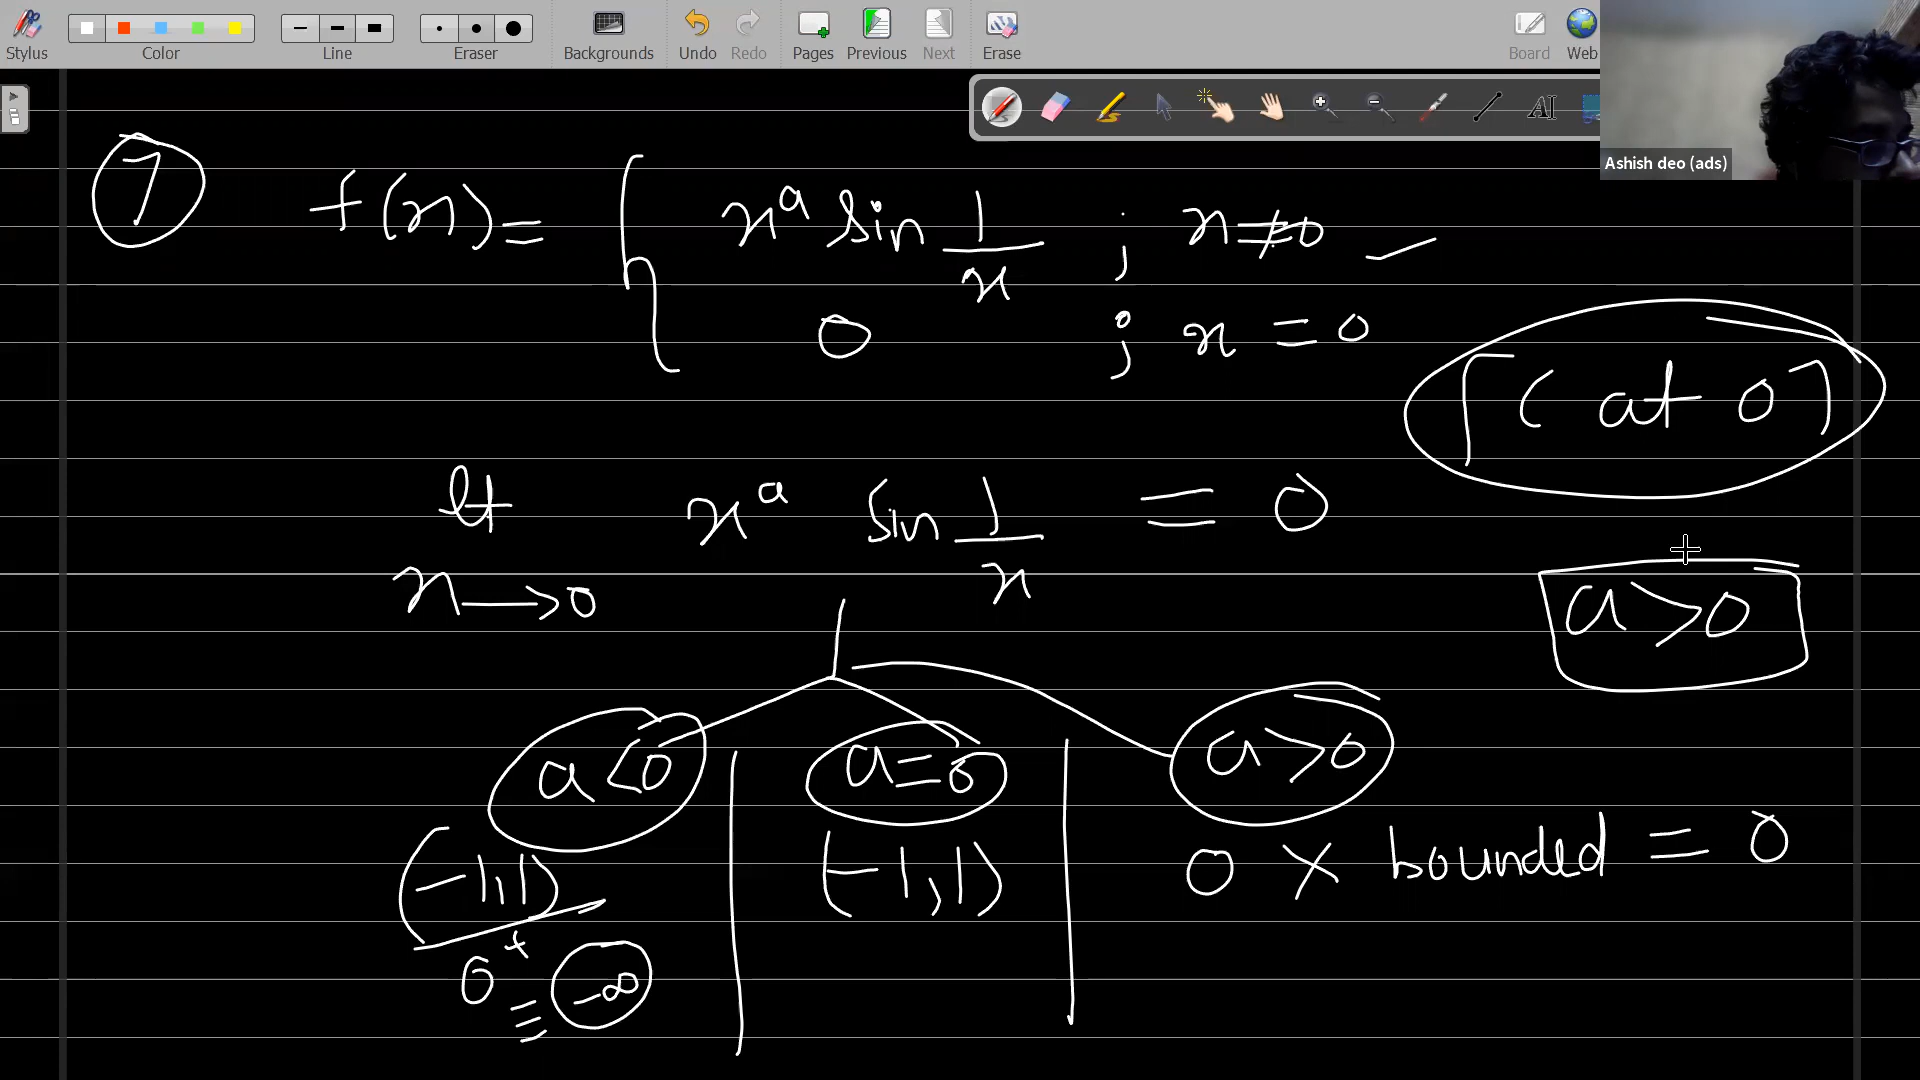 Stylus Color Line Eraser Backgrounds Undo Redo Pages Previous Next Erase Board Web
AI
Ashish deo (ads)
7 f(x) = { x^a sin 1/x ; x ≠ 0
0 ; x = 0
( at 0 )
lt x→0 x^a sin 1/x = 0
a > 0
a < 0 a = 0 a > 0
(-1, 1) / 0+ (-1, 1) 0 × bounded = 0
= -∞